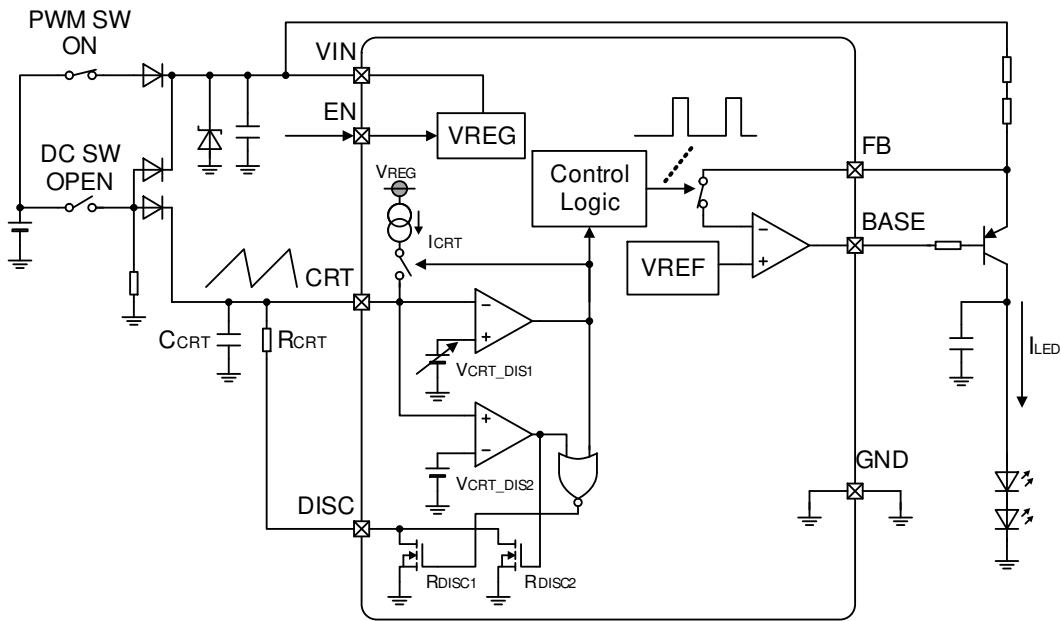 PWM SW
ON
VIN
EN
VREG
DC SW
OPEN
VREG
ICRT
Control
Logic
FB
BASE
VREF
CRT
CCRT
RCRT
VCRT_DIS1
ILED
VCRT_DIS2
GND
DISC
RDISC1
RDISC2